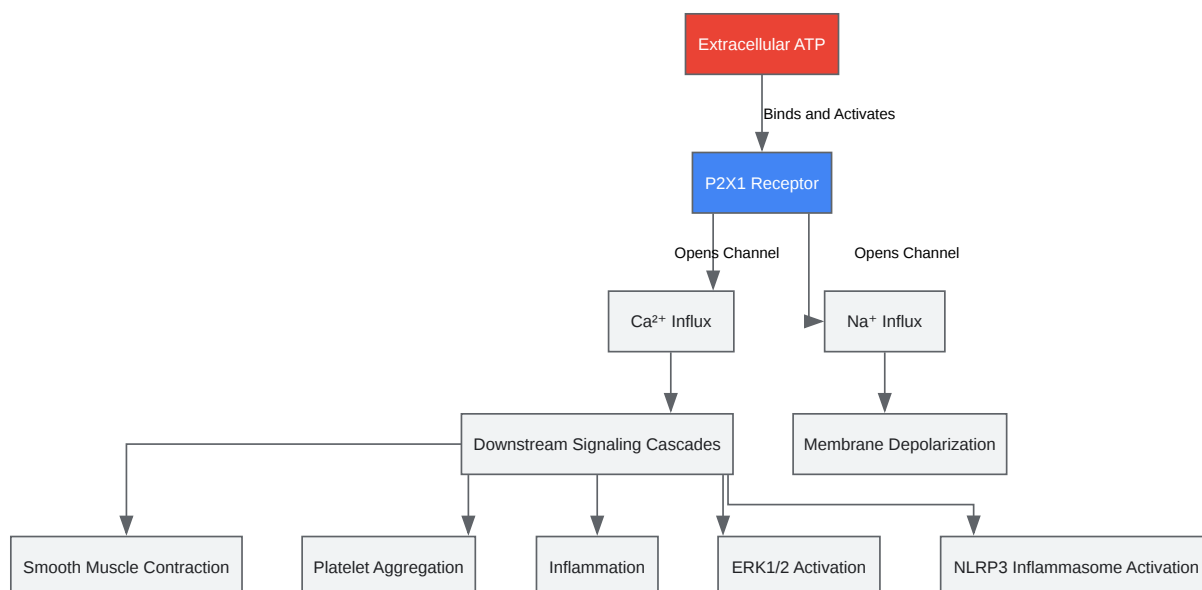 Extracellular ATP
Binds and Activates
P2X1 Receptor
Opens Channel
Opens Channel
Ca²⁺ Influx
Na⁺ Influx
Downstream Signaling Cascades
Membrane Depolarization
Smooth Muscle Contraction
Platelet Aggregation
Inflammation
ERK1/2 Activation
NLRP3 Inflammasome Activation